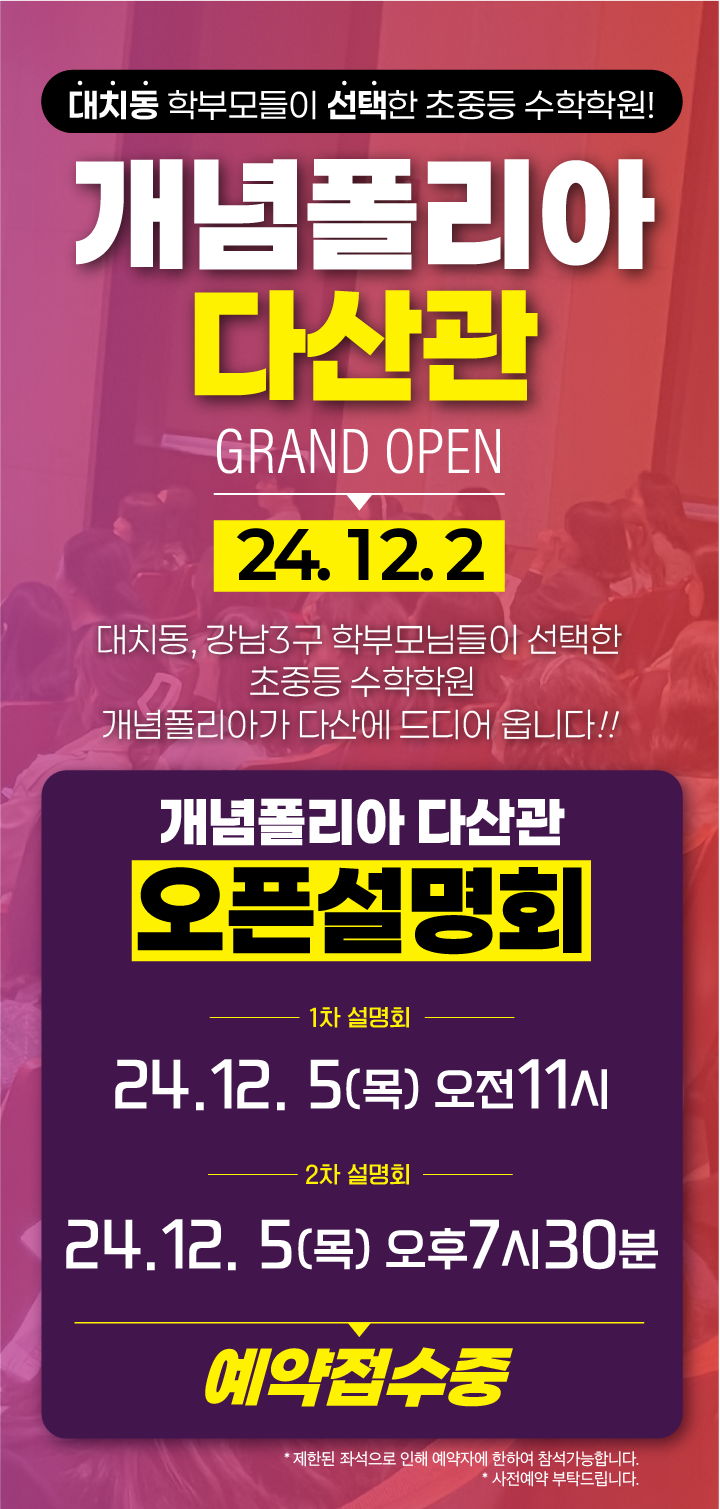 대치동 학부모들이 선택한 초중등 수학학원!
개념폴리아
다산관
GRAND OPEN
24. 12. 2
대치동, 강남3구 학부모님들이 선택한
초중등 수학학원
개념폴리아가 다산에 드디어 옵니다!!
개념폴리아 다산관
오픈설명회
1차 설명회
24.12. 5(목) 오전11시
2차 설명회
24.12. 5(목) 오후7시30분
예약접수중
* 제한된 좌석으로 인해 예약자에 한하여 참석가능합니다.
* 사전예약 부탁드립니다.